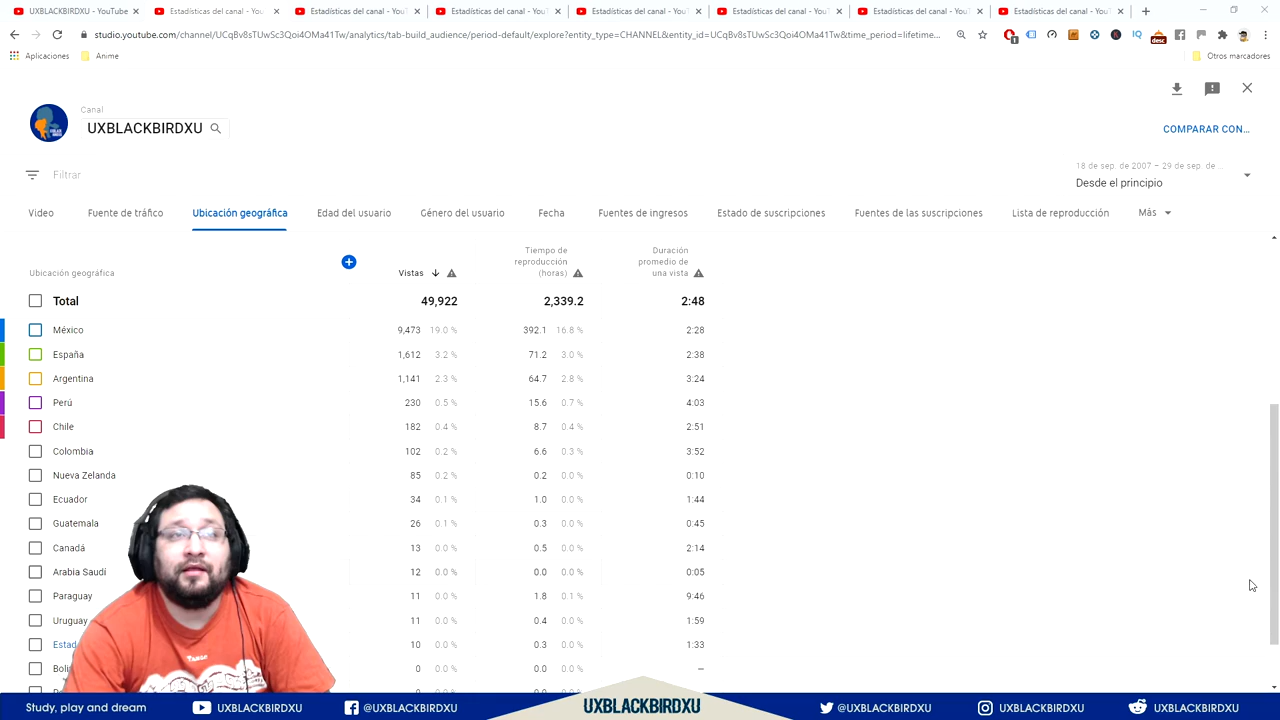 UXBLACKBIRDXU - YouTube
Estadísticas del canal - You
Estadísticas del canal - YouT
Estadísticas del canal - YouT
Estadísticas del canal - YouT
Estadísticas del canal - YouT
Estadísticas del canal - YouT
Estadísticas del canal - YouT
studio.youtube.com/channel/UCqBv8sTUwSc3Qoi4OMa41Tw/analytics/tab-build_audience/period-default/explore?entity_type=CHANNEL&entity_id=UCqBv8sTUwSc3Qoi4OMa41Tw&time_period=lifetime...
Aplicaciones Anime Otros marcadores
Canal
UXBLACKBIRDXU
COMPARAR CON...
Filtrar
18 de sep. de 2007 – 29 de sep. de ...
Desde el principio
Video Fuente de tráfico Ubicación geográfica Edad del usuario Género del usuario Fecha Fuentes de ingresos Estado de suscripciones Fuentes de las suscripciones Lista de reproducción Más
Ubicación geográfica Vistas Tiempo de reproducción (horas) Duración promedio de una vista
Total 49,922 2,339.2 2:48
México 9,473 19.0 % 392.1 16.8 % 2:28
España 1,612 3.2 % 71.2 3.0 % 2:38
Argentina 1,141 2.3 % 64.7 2.8 % 3:24
Perú 230 0.5 % 15.6 0.7 % 4:03
Chile 182 0.4 % 8.7 0.4 % 2:51
Colombia 102 0.2 % 6.6 0.3 % 3:52
Nueva Zelanda 85 0.2 % 0.2 0.0 % 0:10
Ecuador 34 0.1 % 1.0 0.0 % 1:44
Guatemala 26 0.1 % 0.3 0.0 % 0:45
Canadá 13 0.0 % 0.5 0.0 % 2:14
Arabia Saudí 12 0.0 % 0.0 0.0 % 0:05
Paraguay 11 0.0 % 1.8 0.1 % 9:46
Uruguay 11 0.0 % 0.4 0.0 % 1:59
Estad 10 0.0 % 0.3 0.0 % 1:33
Boli 0 0.0 % 0.0 0.0 % —
Study, play and dream UXBLACKBIRDXU @UXBLACKBIRDXU UXBLACKBIRDXU @UXBLACKBIRDXU UXBLACKBIRDXU UXBLACKBIRDXU